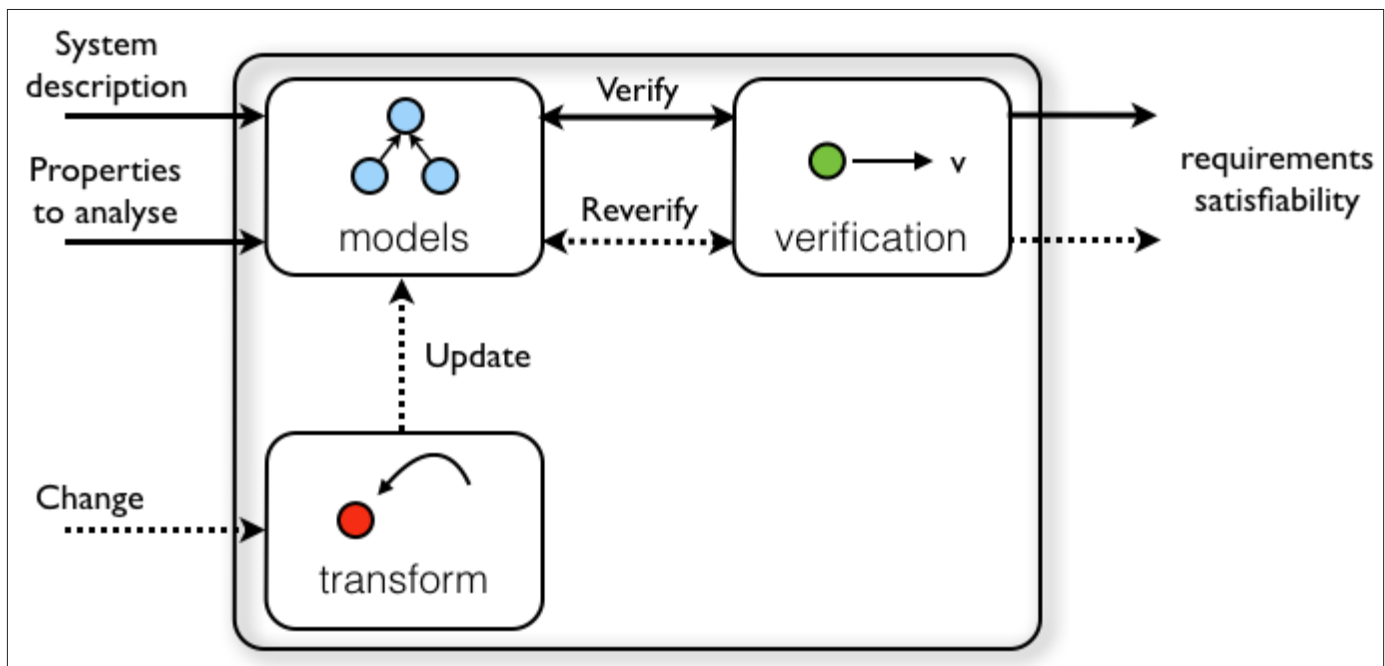 System
description
Verify
v
Properties
to analyse
requirements
satisfiability
Reverify
models
verification
Update
Change
transform